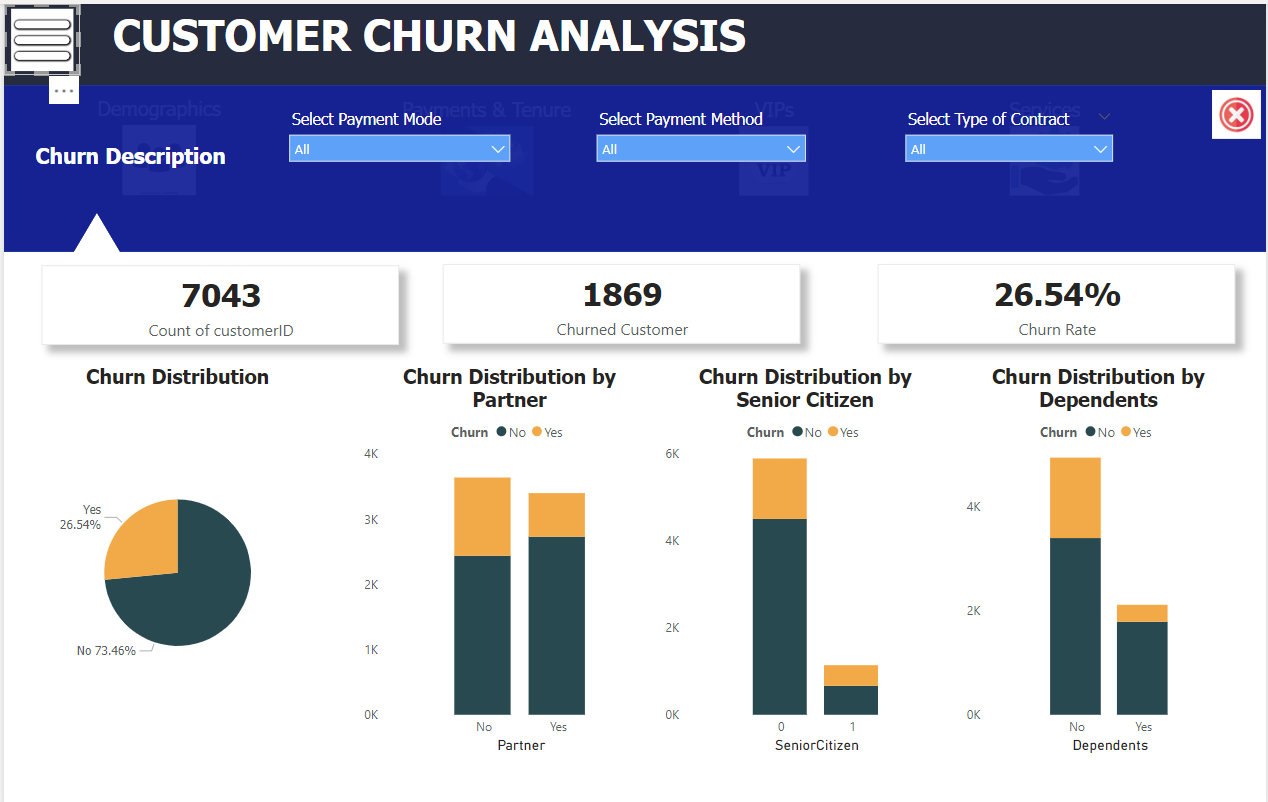 CUSTOMER CHURN ANALYSIS
Demographics
Payments & Tenure
VIPs
Services
Select Payment Mode
Select Payment Method
Select Type of Contract
All
All
All
Churn Description
VIP
7043
Count of customerID
1869
Churned Customer
26.54%
Churn Rate
Churn Distribution
Yes
26.54%
No 73.46%
Churn Distribution by
Partner
Churn No Yes
4K
3K
2K
1K
0K
No Yes
Partner
Churn Distribution by
Senior Citizen
Churn No Yes
6K
4K
2K
0K
0 1
SeniorCitizen
Churn Distribution by
Dependents
Churn No Yes
4K
2K
0K
No Yes
Dependents